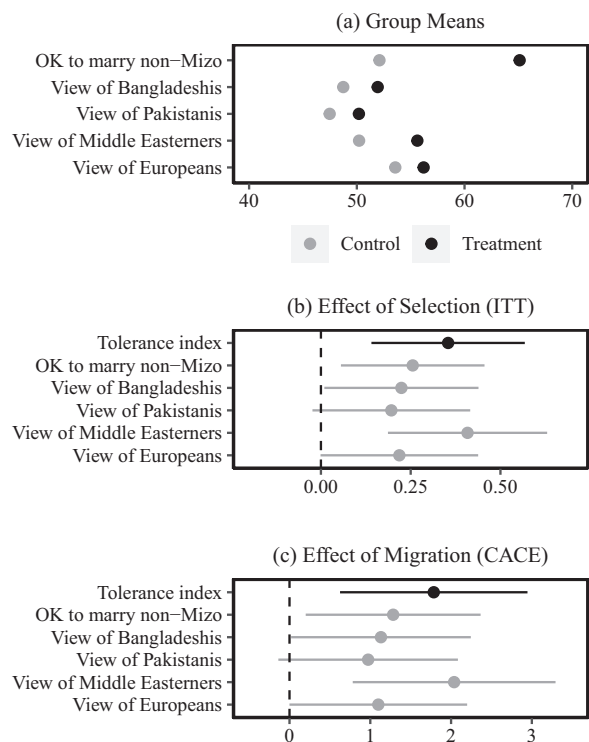 (a) Group Means
OK to marry non−Mizo
View of Bangladeshis
View of Pakistanis
View of Middle Easterners
View of Europeans
40 50 60 70
Control Treatment
(b) Effect of Selection (ITT)
Tolerance index
OK to marry non−Mizo
View of Bangladeshis
View of Pakistanis
View of Middle Easterners
View of Europeans
0.00 0.25 0.50
(c) Effect of Migration (CACE)
Tolerance index
OK to marry non−Mizo
View of Bangladeshis
View of Pakistanis
View of Middle Easterners
View of Europeans
0 1 2 3